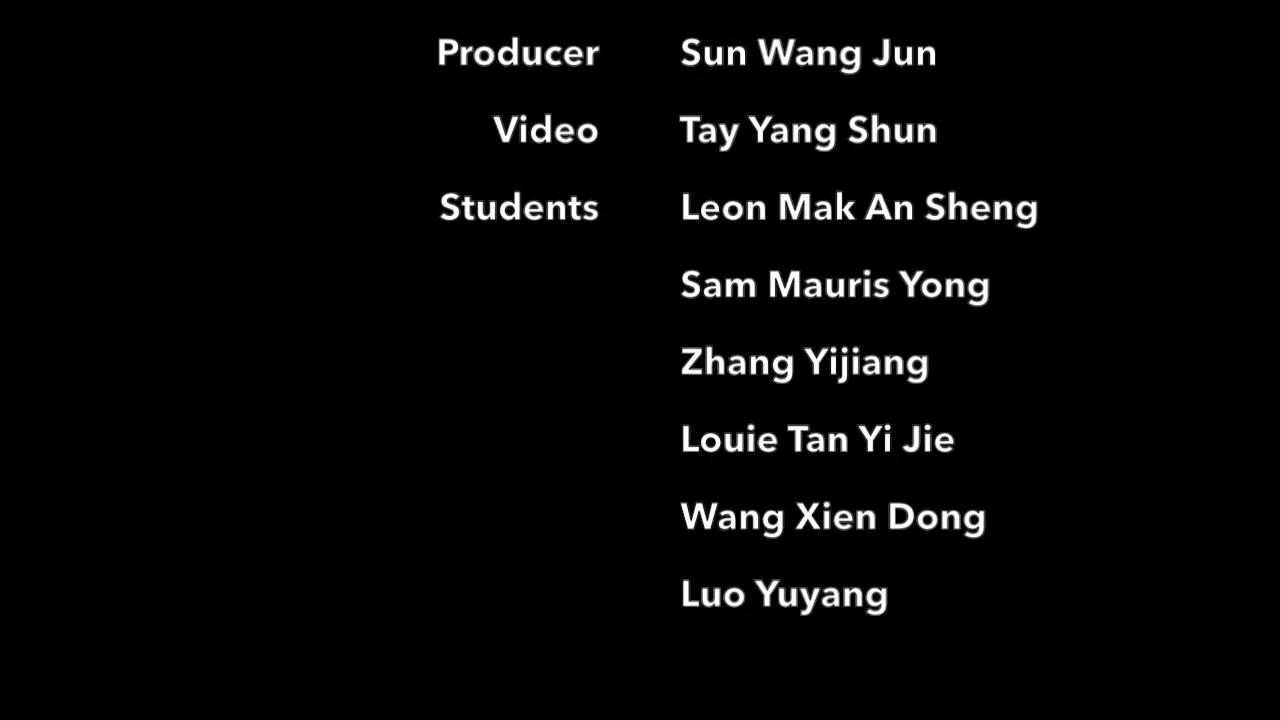 Producer Sun Wang Jun
Video Tay Yang Shun
Students Leon Mak An Sheng
Sam Mauris Yong
Zhang Yijiang
Louie Tan Yi Jie
Wang Xien Dong
Luo Yuyang